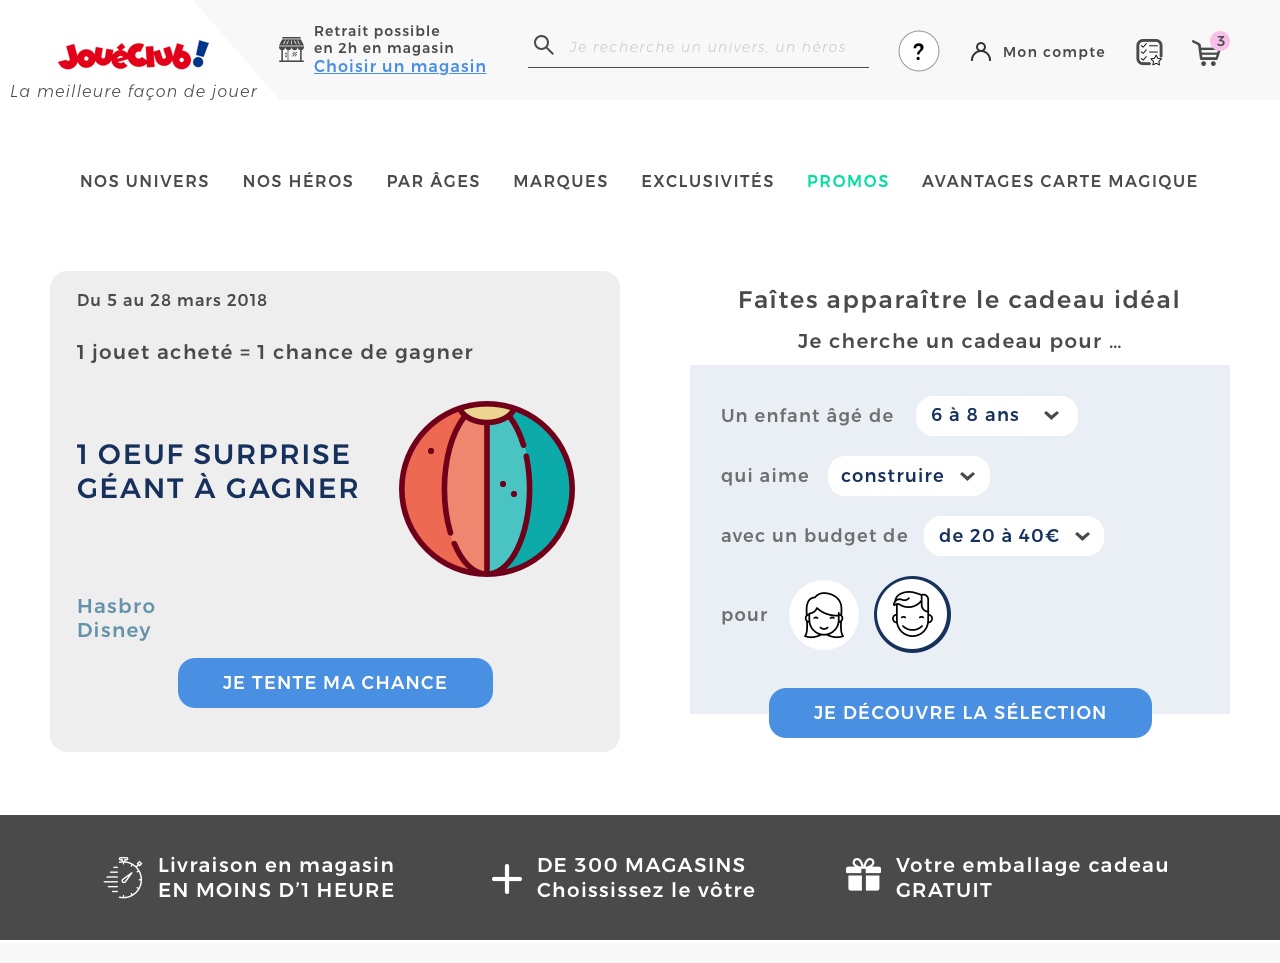 JouéClub!
La meilleure façon de jouer
Retrait possible
en 2h en magasin
Choisir un magasin
Je recherche un univers, un héros
?
Mon compte
3
NOS UNIVERS
NOS HÉROS
PAR ÂGES
MARQUES
EXCLUSIVITÉS
PROMOS
AVANTAGES CARTE MAGIQUE
Du 5 au 28 mars 2018
1 jouet acheté = 1 chance de gagner
1 OEUF SURPRISE
GÉANT À GAGNER
Hasbro
Disney
JE TENTE MA CHANCE
Faîtes apparaître le cadeau idéal
Je cherche un cadeau pour ...
Un enfant âgé de 6 à 8 ans
qui aime construire
avec un budget de de 20 à 40€
pour
JE DÉCOUVRE LA SÉLECTION
Livraison en magasin
EN MOINS D'1 HEURE
DE 300 MAGASINS
Choississez le vôtre
Votre emballage cadeau
GRATUIT